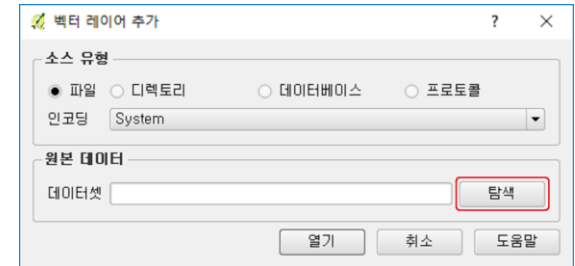 벡터 레이어 추가
소스 유형
파일 디렉토리 데이터베이스 프로토콜
인코딩 System
원본 데이터
데이터셋 탐색
열기 취소 도움말